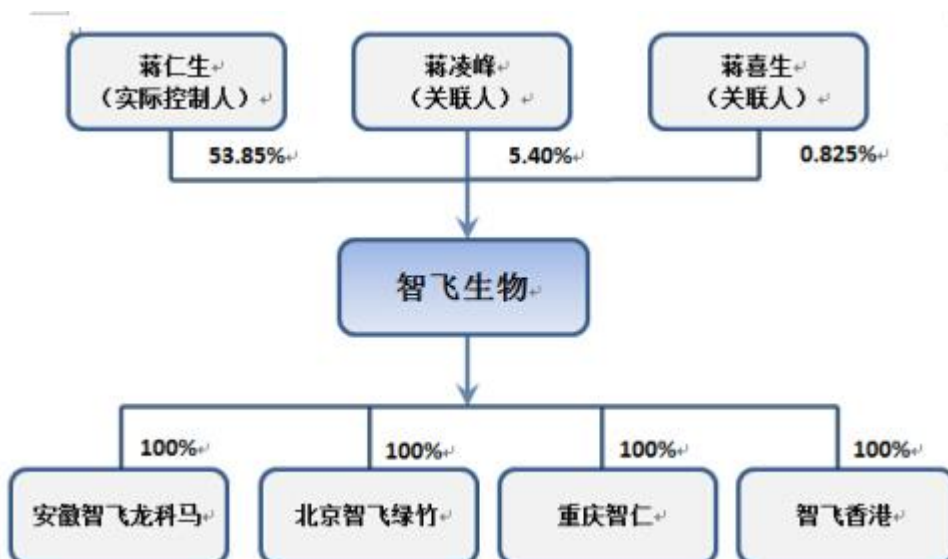 蒋仁生
（实际控制人）
蒋凌峰
（关联人）
蒋喜生
（关联人）
53.85%
5.40%
0.825%
智飞生物
100%
100%
100%
100%
安徽智飞龙科马
北京智飞绿竹
重庆智仁
智飞香港